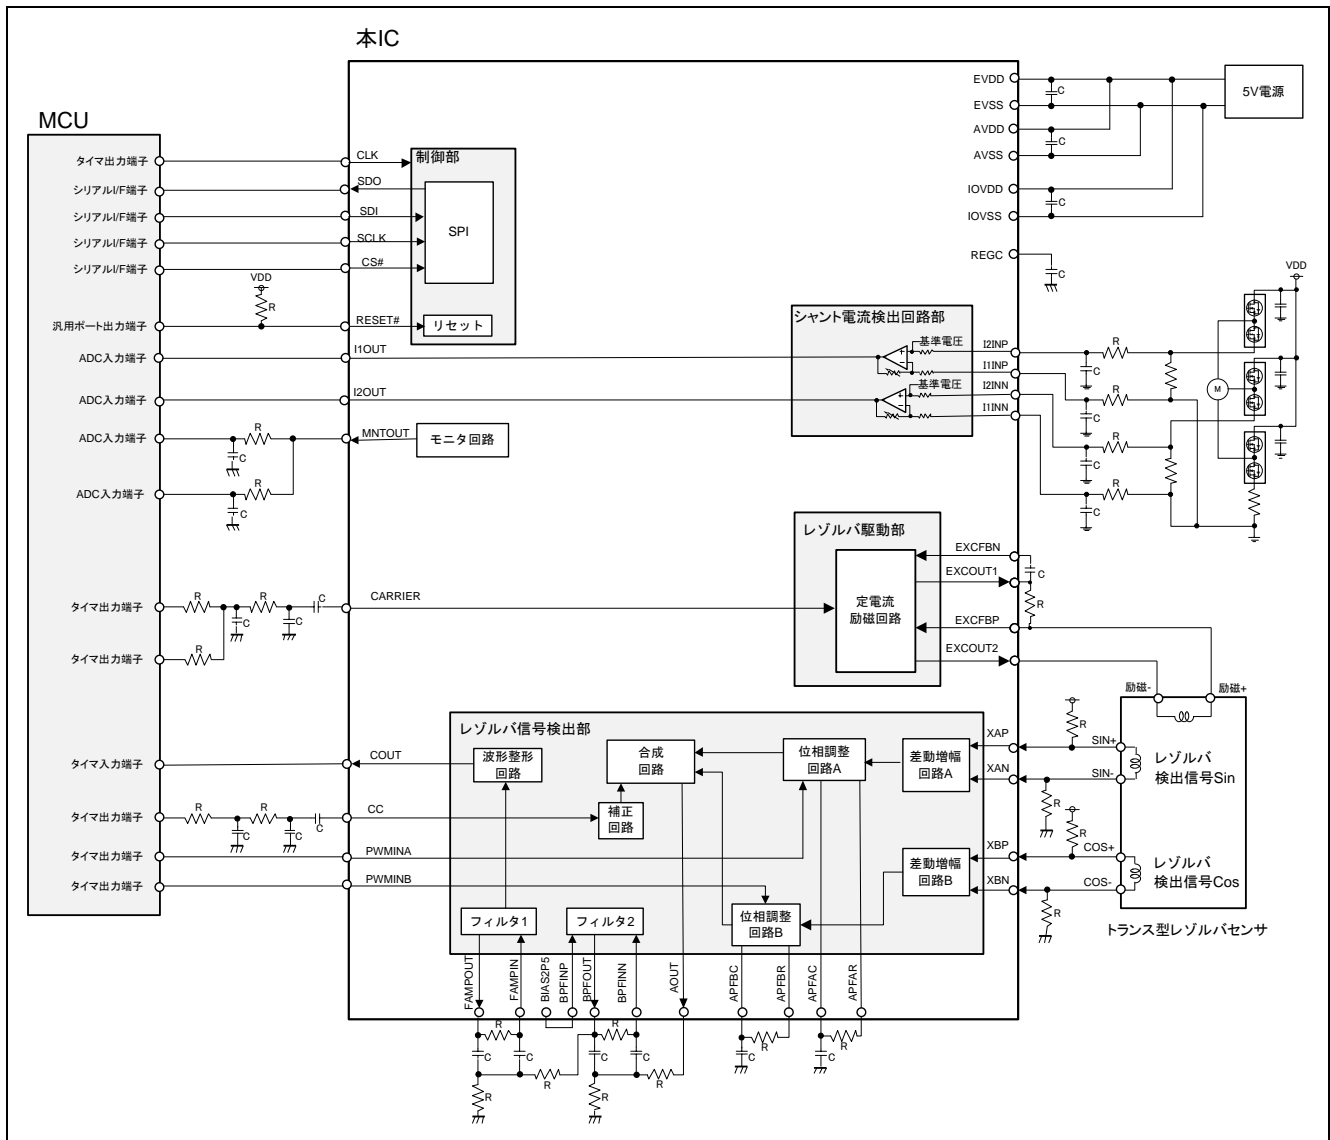 本IC
MCU
タイマ出力端子
シリアルI/F端子
シリアルI/F端子
シリアルI/F端子
シリアルI/F端子
汎用ポート出力端子
ADC入力端子
ADC入力端子
ADC入力端子
ADC入力端子
タイマ出力端子
タイマ出力端子
タイマ入力端子
タイマ出力端子
タイマ出力端子
タイマ出力端子
VDD
R
R
C
R
C
R
R
C
C
C
R
R
R
C
C
C
CLK
SDO
SDI
SCLK
CS#
RESET#
I1OUT
I2OUT
MNTOUT
CARRIER
COUT
CC
PWMINA
PWMINB
制御部
SPI
リセット
モニタ回路
シャント電流検出回路部
基準電圧
基準電圧
I2INP
I1INP
I2INN
I1INN
EVDD
EVSS
AVDD
AVSS
IOVDD
IOVSS
REGC
C
C
C
C
5V電源
VDD
M
R
C
R
C
R
C
R
C
レゾルバ駆動部
定電流
励磁回路
EXCFBN
EXCOUT1
EXCFBP
EXCOUT2
C
R
励磁-
励磁+
レゾルバ信号検出部
波形整形
回路
合成
回路
補正
回路
位相調整
回路A
差動増幅
回路A
差動増幅
回路B
位相調整
回路B
フィルタ1
フィルタ2
XAP
XAN
XBP
XBN
R
R
R
R
SIN+
SIN-
COS+
COS-
レゾルバ
検出信号Sin
レゾルバ
検出信号Cos
トランス型レゾルバセンサ
FAMPOUT
FAMPIN
BIAS2P5
BPFINP
BPFOUT
BPFINN
AOUT
APFBC
APFBR
APFAC
APFAR
R
C
C
R
R
R
C
C
R
R
R
C
R
C